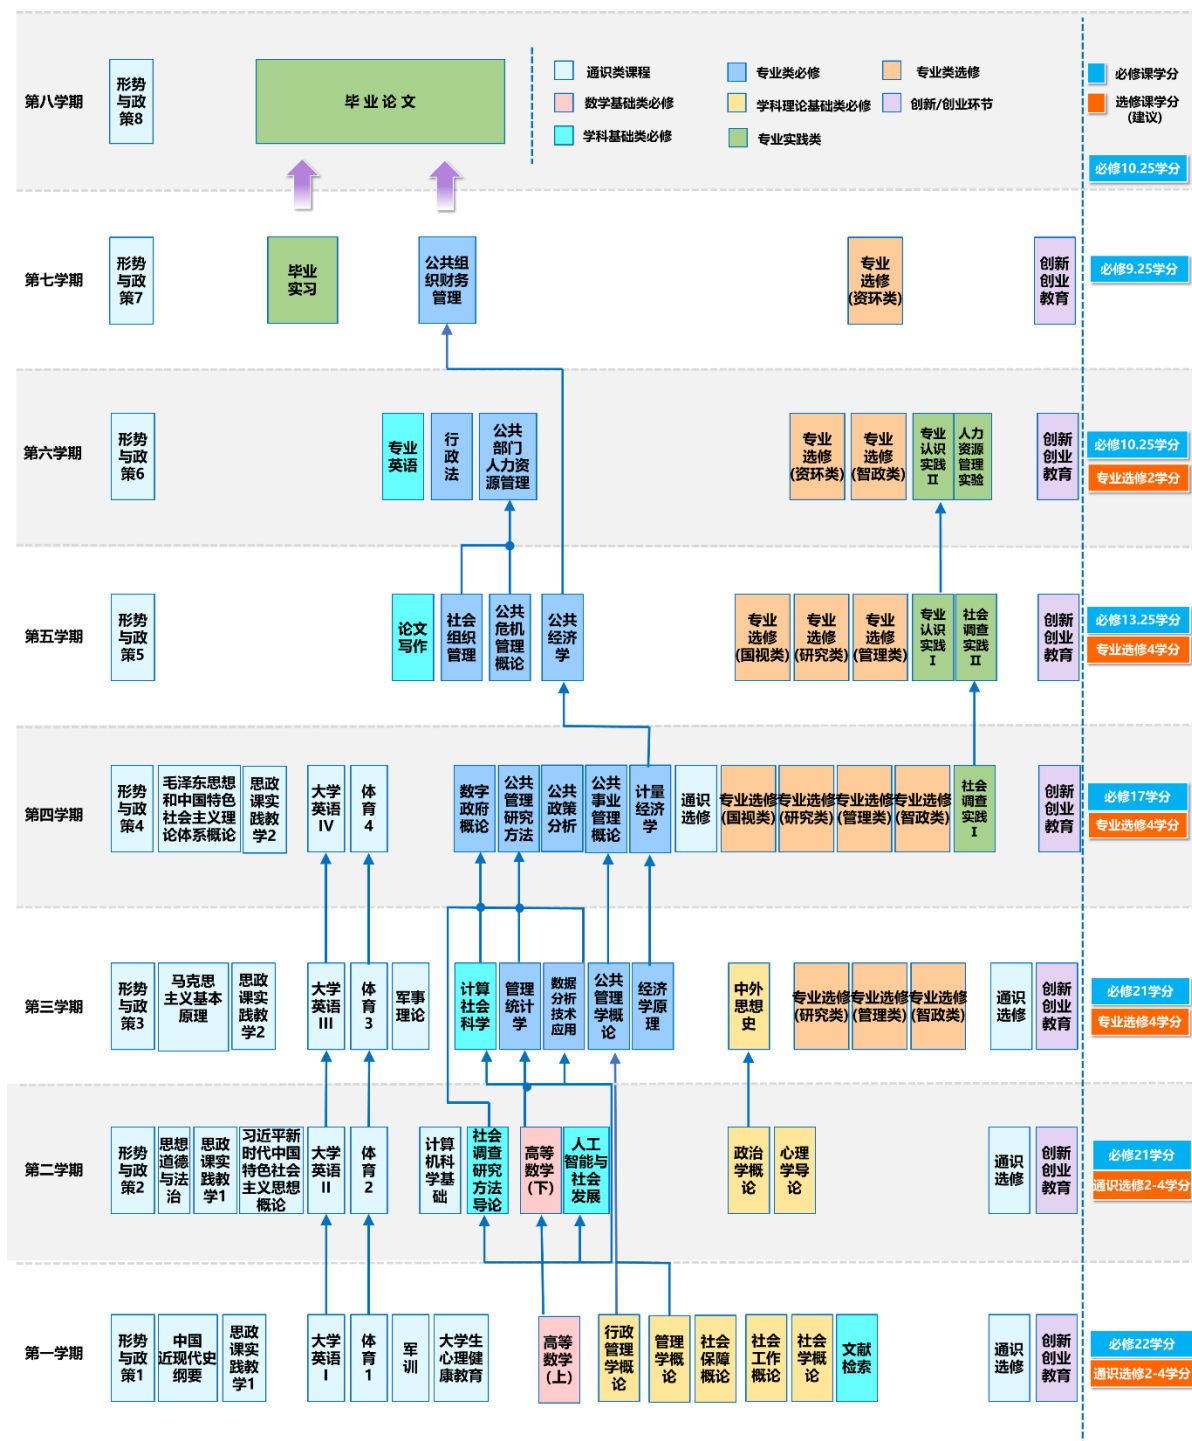 第八学期
形势
与政
策8
毕业论文
通识类课程
数学基础类必修
学科基础类必修
专业类必修
学科理论基础类必修
专业实践类
专业类选修
创新/创业环节
必修课学分
选修课学分
(建议)
必修10.25学分
第七学期
形势
与政
策7
毕业
实习
公共组
织财务
管理
专业
选修
(资环类)
创新
创业
教育
必修9.25学分
第六学期
形势
与政
策6
专业
英语
行
政
法
公共
部门
人力资
源管理
专业
选修
(资环类)
专业
选修
(智政类)
专业
认识
实践
II
人力
资源
管理
实验
创新
创业
教育
必修10.25学分
专业选修2学分
第五学期
形势
与政
策5
论文
写作
社会
组织
管理
公共
危机
管理
概论
公共
经济
学
专业
选修
(国视类)
专业
选修
(研究类)
专业
选修
(管理类)
专业
认识
实践
I
社会
调查
实践
II
创新
创业
教育
必修13.25学分
专业选修4学分
第四学期
形势
与政
策4
毛泽东思想
和中国特色
社会主义理
论体系概论
思政
课实
践教
学2
大学
英语
IV
体
育
4
数字
政府
概论
公共
管理
研究
方法
公共
政策
分析
公共
事业
管理
概论
计量
经济
学
通识
选修
专业选修
(国视类)
专业选修
(研究类)
专业选修
(管理类)
专业选修
(智政类)
社会
调查
实践
I
创新
创业
教育
必修17学分
专业选修4学分
第三学期
形势
与政
策3
马克思
主义基本
原理
思政
课实
践教
学2
大学
英语
III
体
育
3
军事
理论
计算
社会
科学
管理
统计
学
数据
分析
技术
应用
公共
管理
学概
论
经济
学原
理
中外
思想
史
专业选修
(研究类)
专业选修
(管理类)
专业选修
(智政类)
通识
选修
创新
创业
教育
必修21学分
专业选修4学分
第二学期
形势
与政
策2
思想
道德
与法
治
思政
课实
践教
学1
习近平新
时代中国
特色社会
主义思想
概论
大学
英语
II
体
育
2
计算
机科
学基
础
社会
调查
研究
方法
导论
高等
数学
(下)
人工
智能与
社会
发展
政治
学概
论
心理
学导
论
通识
选修
创新
创业
教育
必修21学分
通识选修2-4学分
第一学期
形势
与政
策1
中国
近现代史
纲要
思政
课实
践教
学1
大学
英语
I
体
育
1
军
训
大学生
心理健
康教育
高等
数学
(上)
行政
管理
学概
论
管理
学概
论
社会
保障
概论
社会
工作
概论
社会
学概
论
文献
检索
通识
选修
创新
创业
教育
必修22学分
通识选修2-4学分